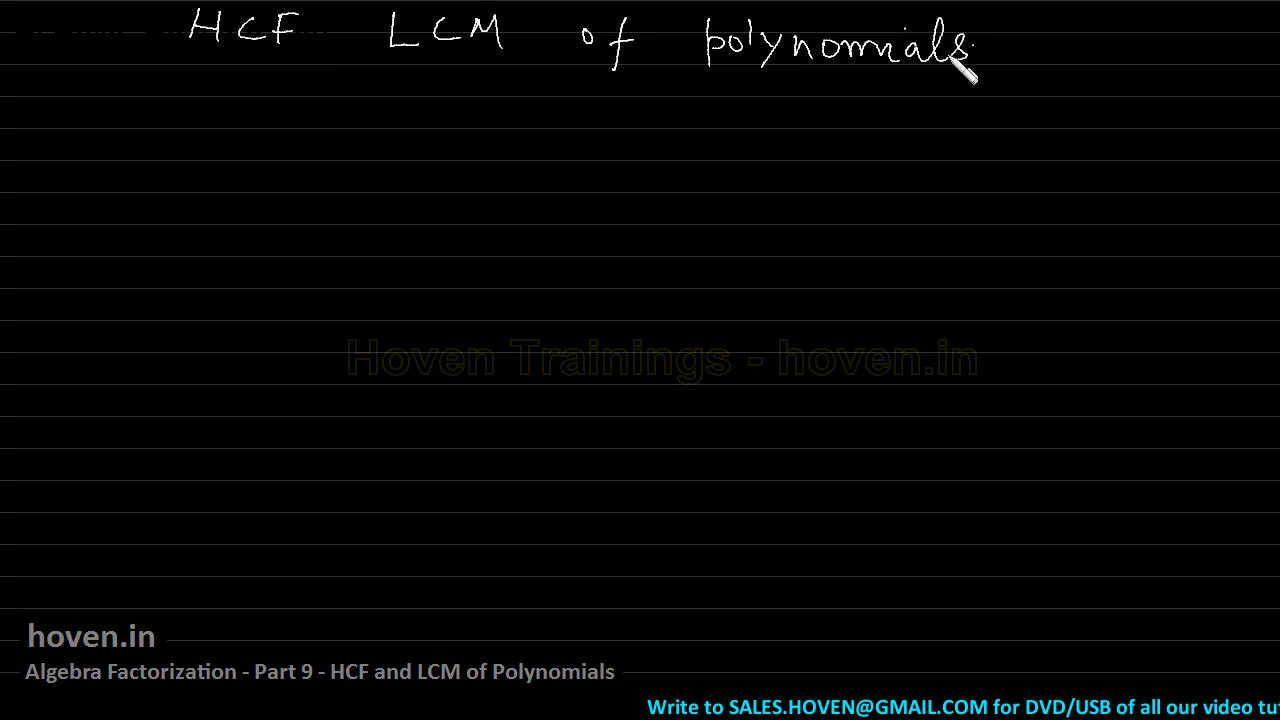 HCF LCM of polynomials
Hoven Trainings - hoven.in
hoven.in
Algebra Factorization - Part 9 - HCF and LCM of Polynomials
Write to SALES.HOVEN@GMAIL.COM for DVD/USB of all our video tu